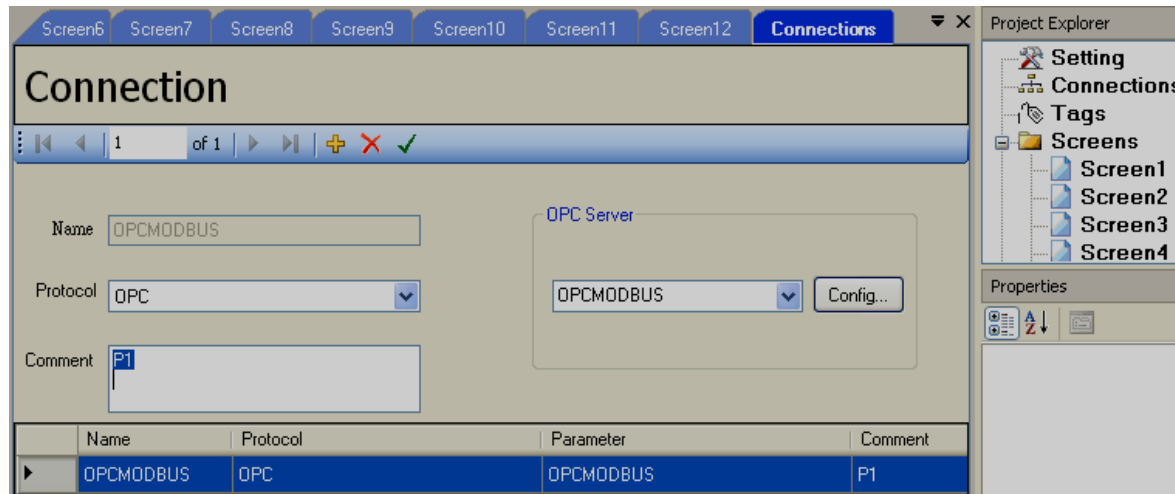 Screen6 Screen7 Screen8 Screen9 Screen10 Screen11 Screen12 Connections
Connection
1 of 1
Name OPCMODBUS
Protocol OPC
Comment P1
OPC Server
OPCMODBUS Config...
Name Protocol Parameter Comment
OPCMODBUS OPC OPCMODBUS P1
Project Explorer
Setting
Connections
Tags
Screens
Screen1
Screen2
Screen3
Screen4
Properties